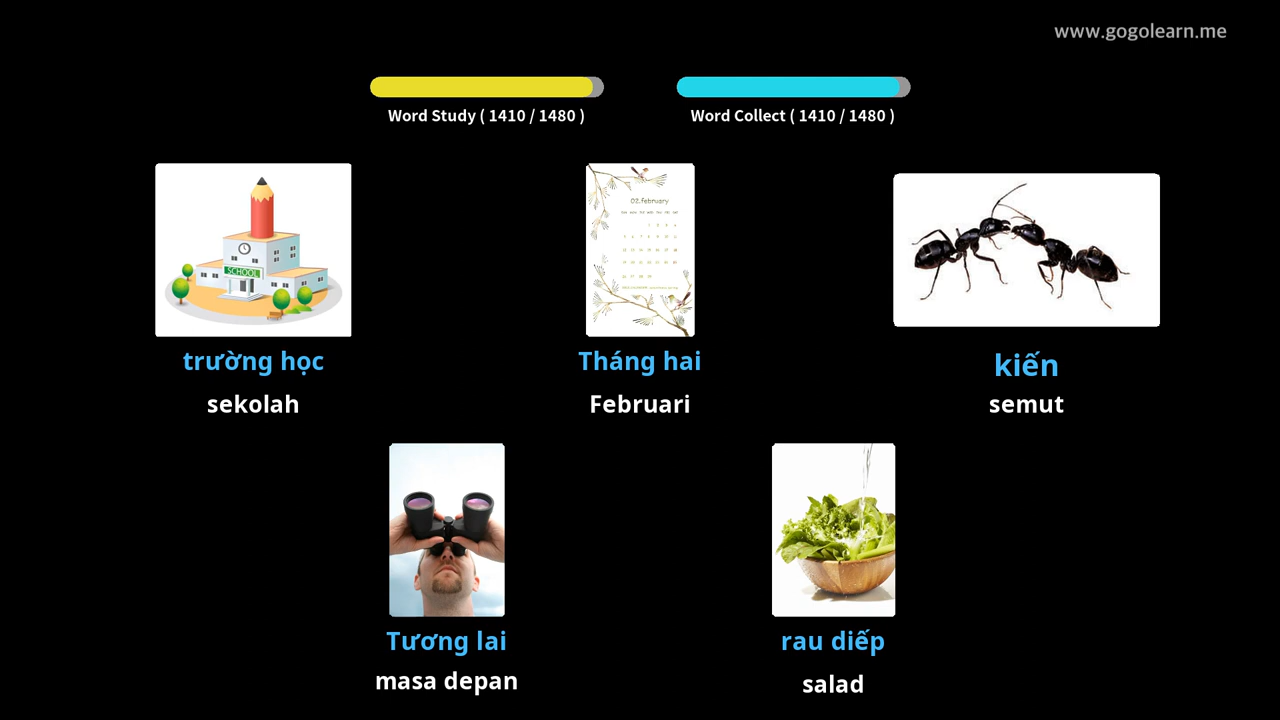 www.gogolearn.me
Word Study ( 1410 / 1480 )
Word Collect ( 1410 / 1480 )
SCHOOL
02. february
trường học
Tháng hai
kiến
sekolah
Februari
semut
Tương lai
rau diếp
masa depan
salad